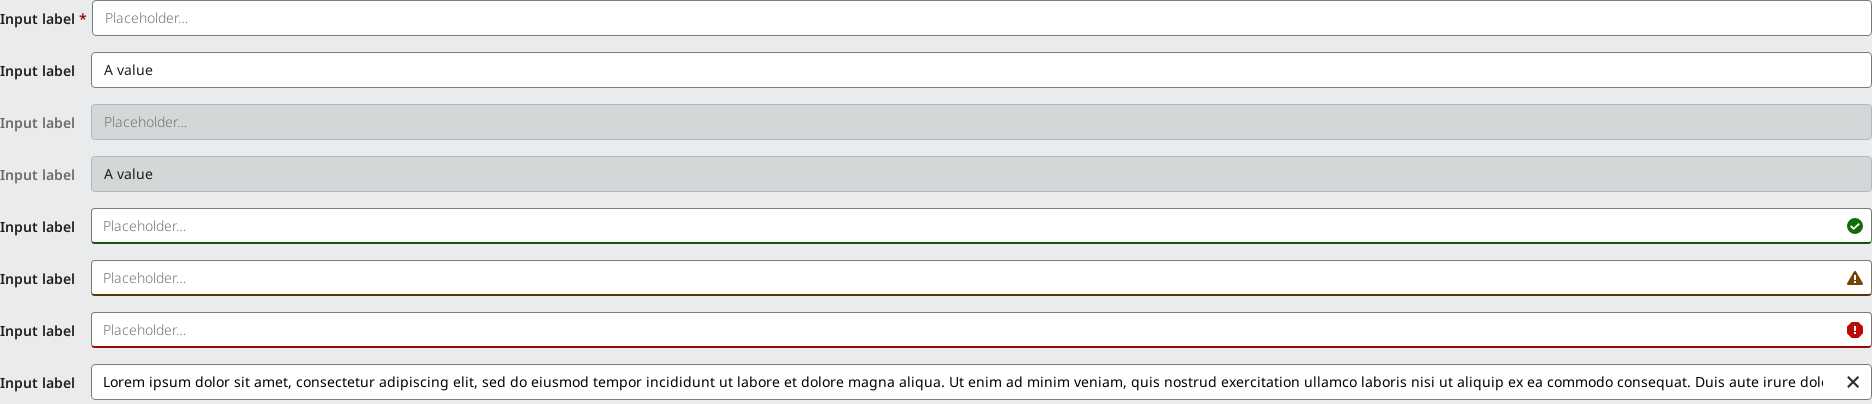 Input label * Placeholder...
Input label A value
Input label Placeholder...
Input label A value
Input label Placeholder...
Input label Placeholder...
Input label Placeholder...
Input label Lorem ipsum dolor sit amet, consectetur adipiscing elit, sed do eiusmod tempor incididunt ut labore et dolore magna aliqua. Ut enim ad minim veniam, quis nostrud exercitation ullamco laboris nisi ut aliquip ex ea commodo consequat. Duis aute irure